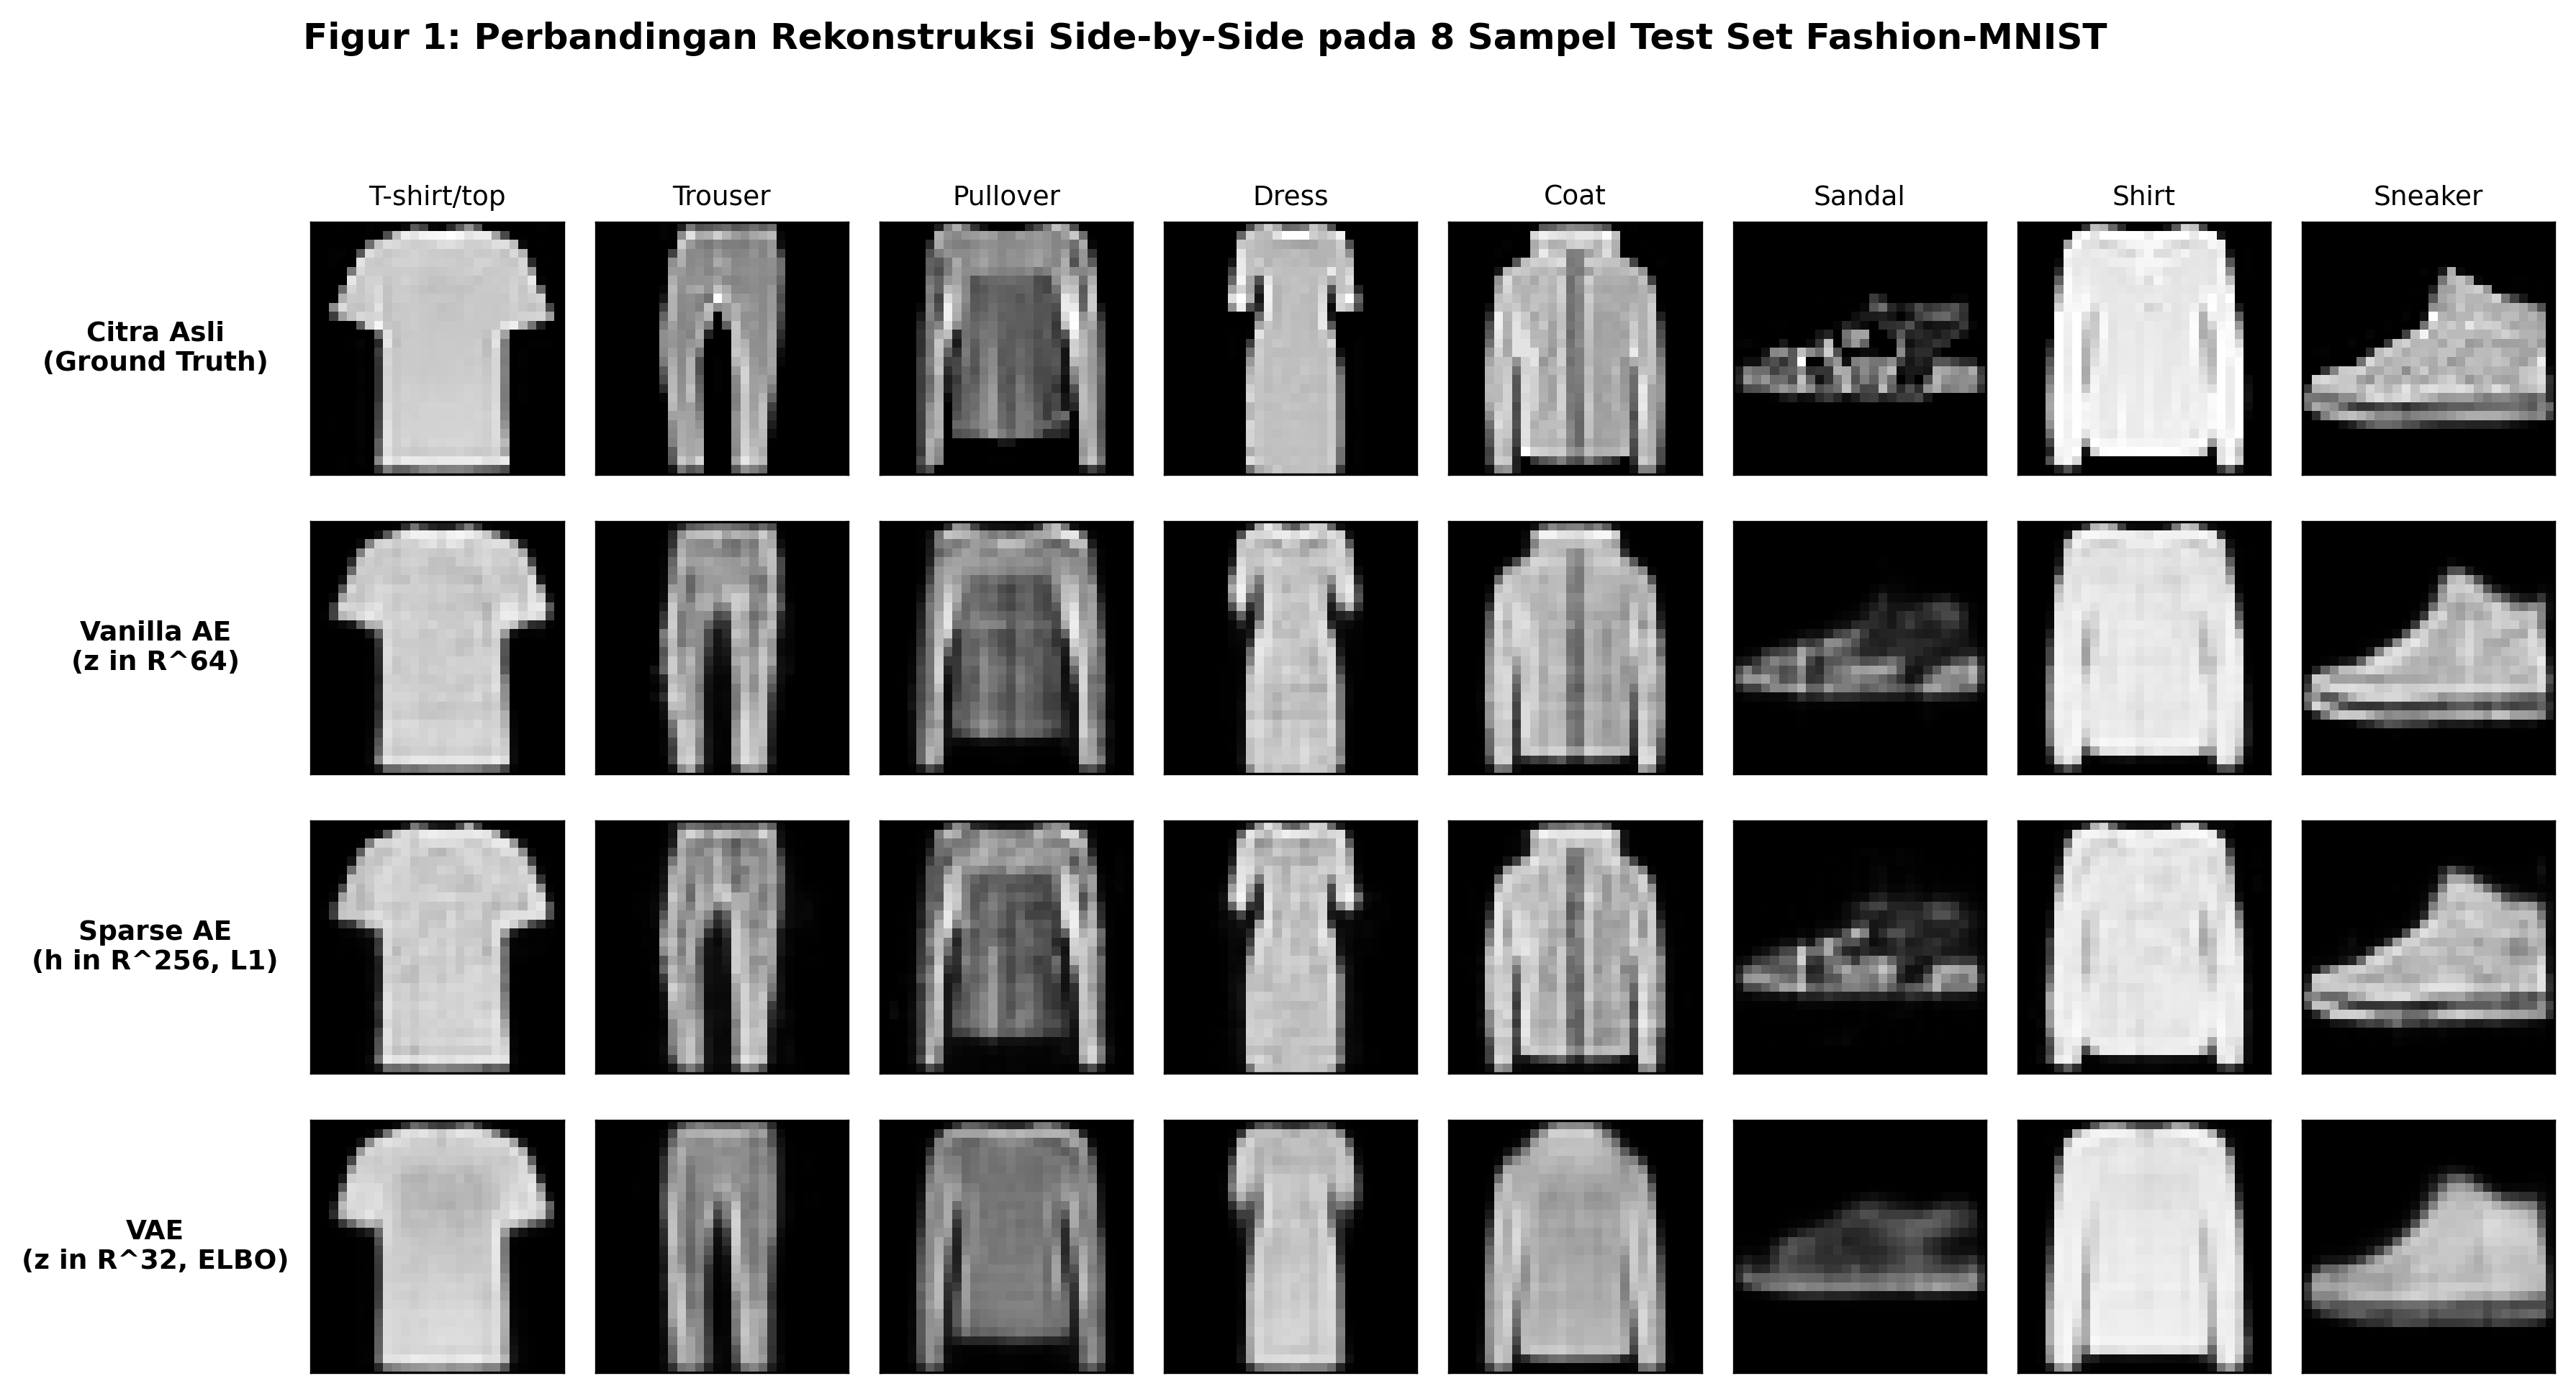 Figur 1: Perbandingan Rekonstruksi Side-by-Side pada 8 Sampel Test Set Fashion-MNIST
T-shirt/top Trouser Pullover Dress Coat Sandal Shirt Sneaker
Citra Asli
(Ground Truth)
Vanilla AE
(z in R^64)
Sparse AE
(h in R^256, L1)
VAE
(z in R^32, ELBO)